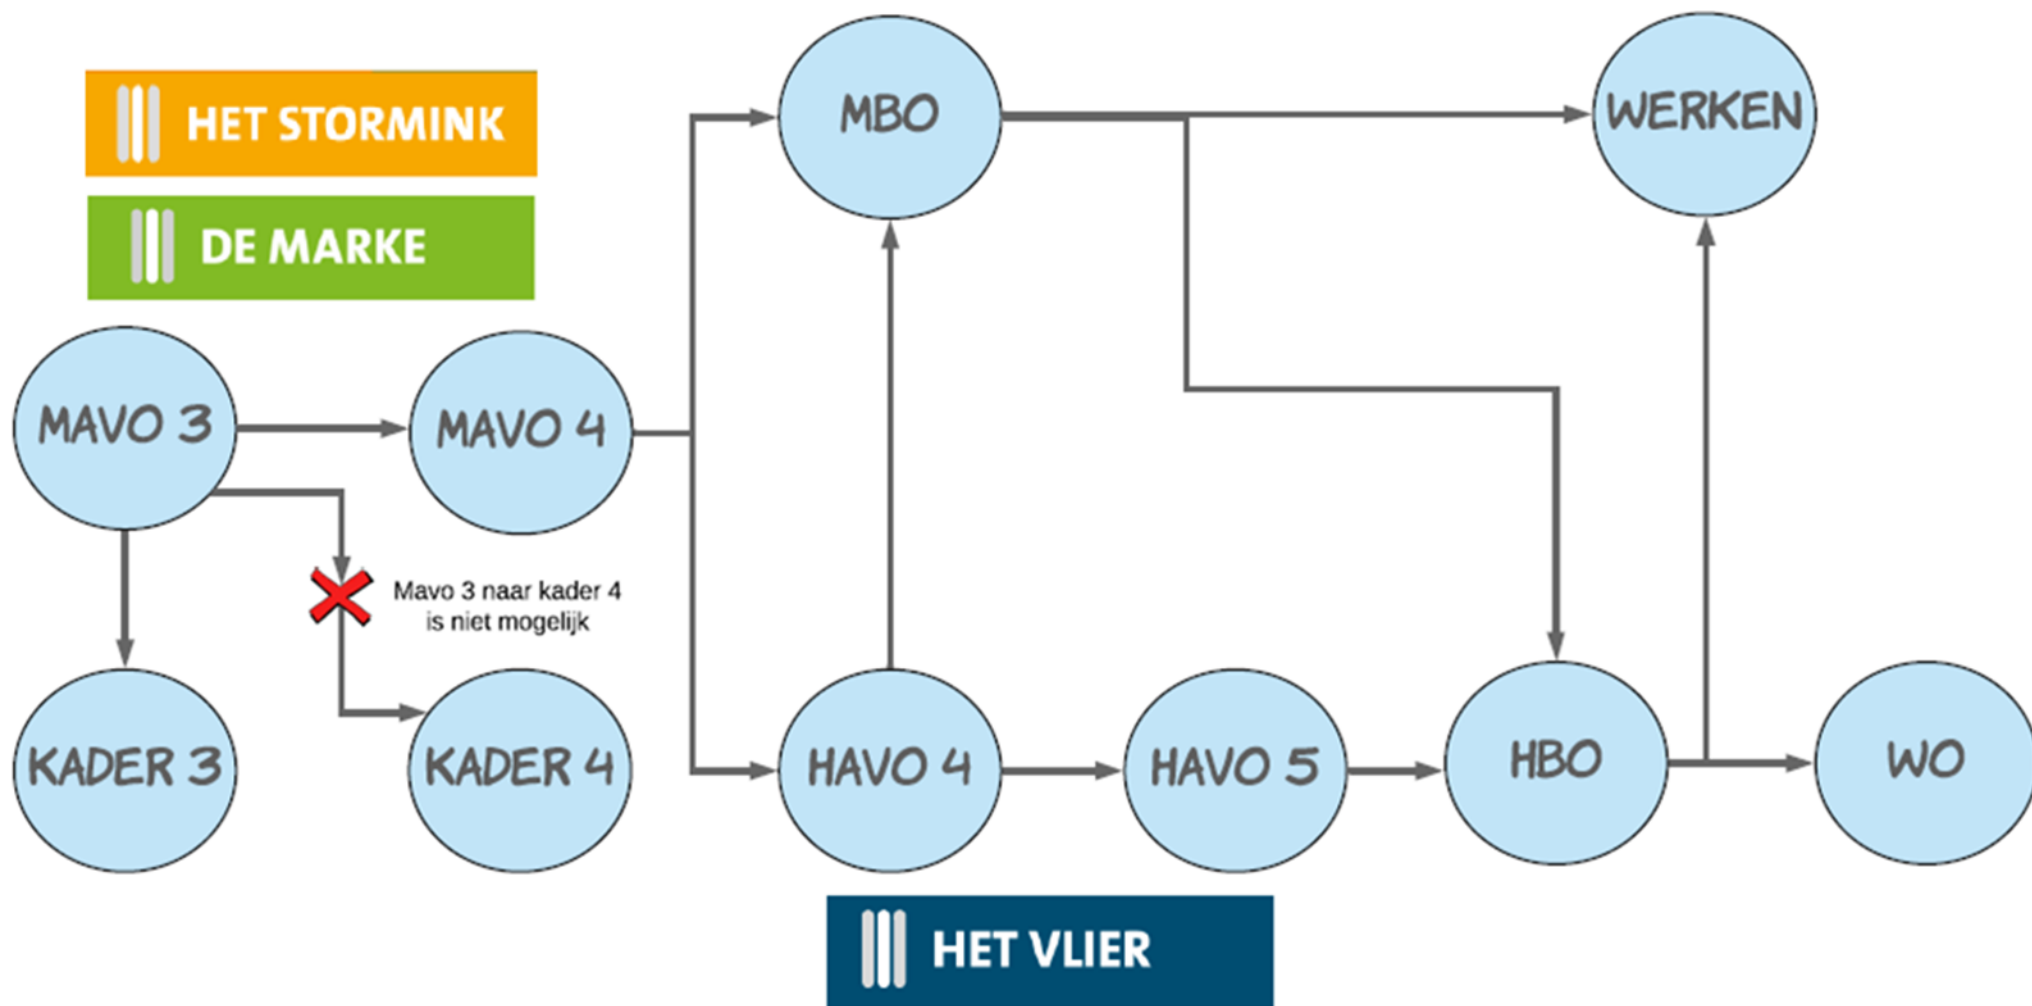 HET STORMINK
DE MARKE
MBO
WERKEN
MAVO 3
MAVO 4
Mavo 3 naar kader 4
is niet mogelijk
KADER 3
KADER 4
HAVO 4
HAVO 5
HBO
WO
HET VLIER